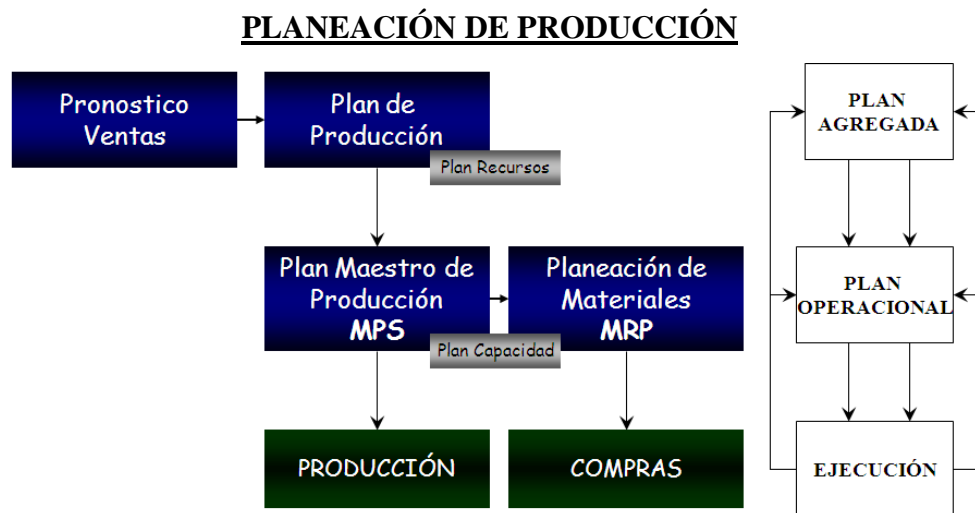 PLANEACIÓN DE PRODUCCIÓN
Pronostico
Ventas
Plan de
Producción
Plan Recursos
Plan Maestro de
Producción
MPS
Planeación de
Materiales
MRP
Plan Capacidad
PRODUCCIÓN
COMPRAS
PLAN
AGREGADA
PLAN
OPERACIONAL
EJECUCIÓN